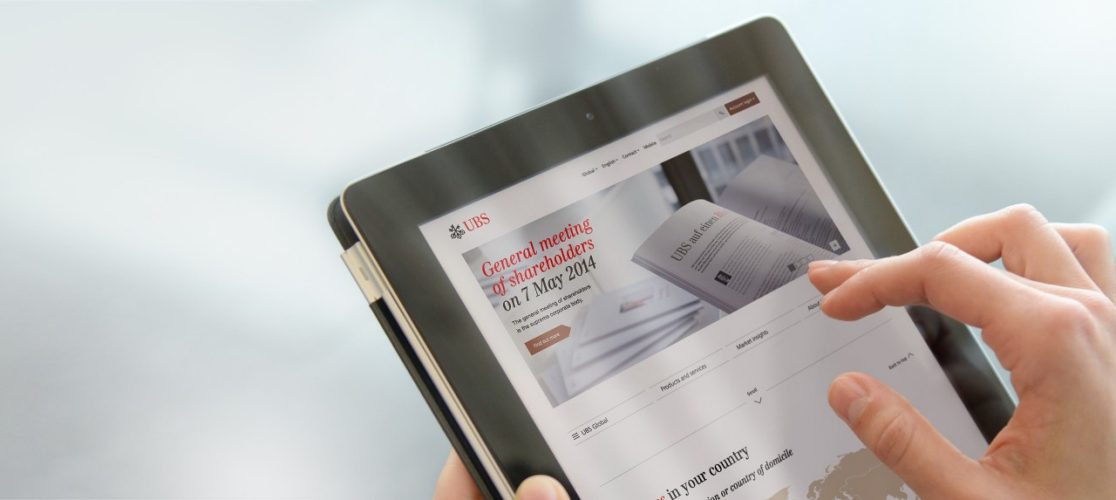 Global English Contact Mobile Search
Account login
UBS
General meeting
of shareholders
on 7 May 2014
The general meeting of shareholders
is the supreme corporate body.
Find out more
UBS auf einen
UBS Global
Products and services
Market insights
About
Scroll
Back to top
in your country
or country of domicile